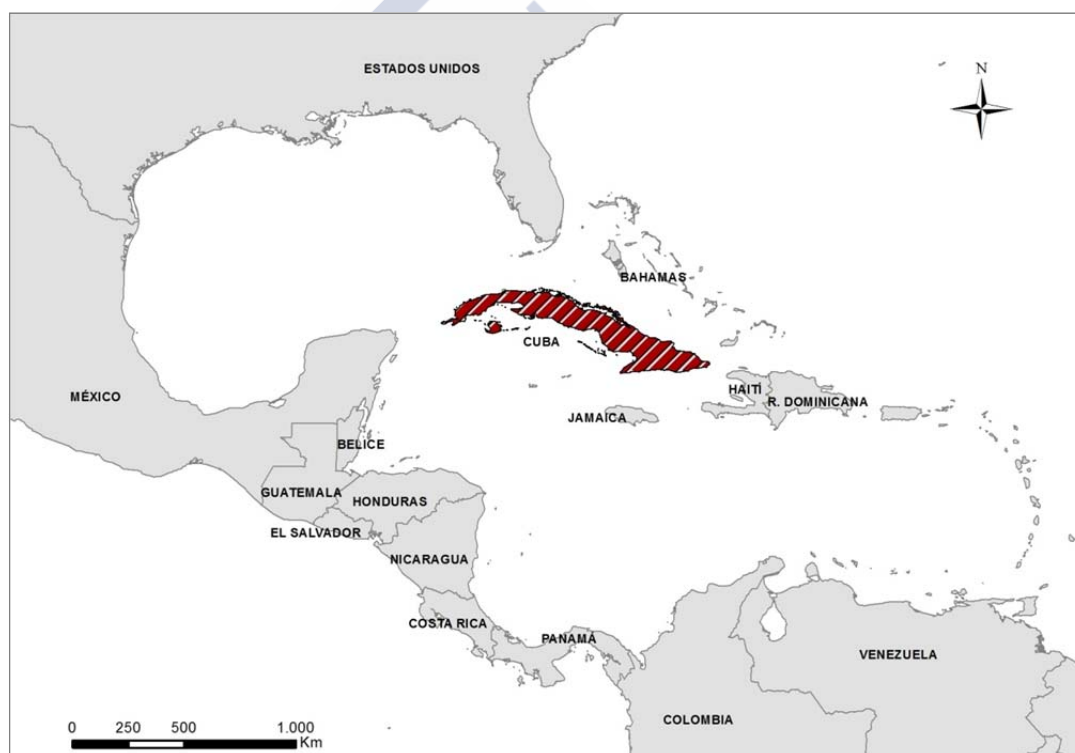 ESTADOS UNIDOS
N
BAHAMAS
CUBA
MÉXICO
HAITÍ
R. DOMINICANA
JAMAICA
BELICE
GUATEMALA
HONDURAS
EL SALVADOR
NICARAGUA
COSTA RICA
PANAMÁ
VENEZUELA
COLOMBIA
0 250 500 1.000
Km